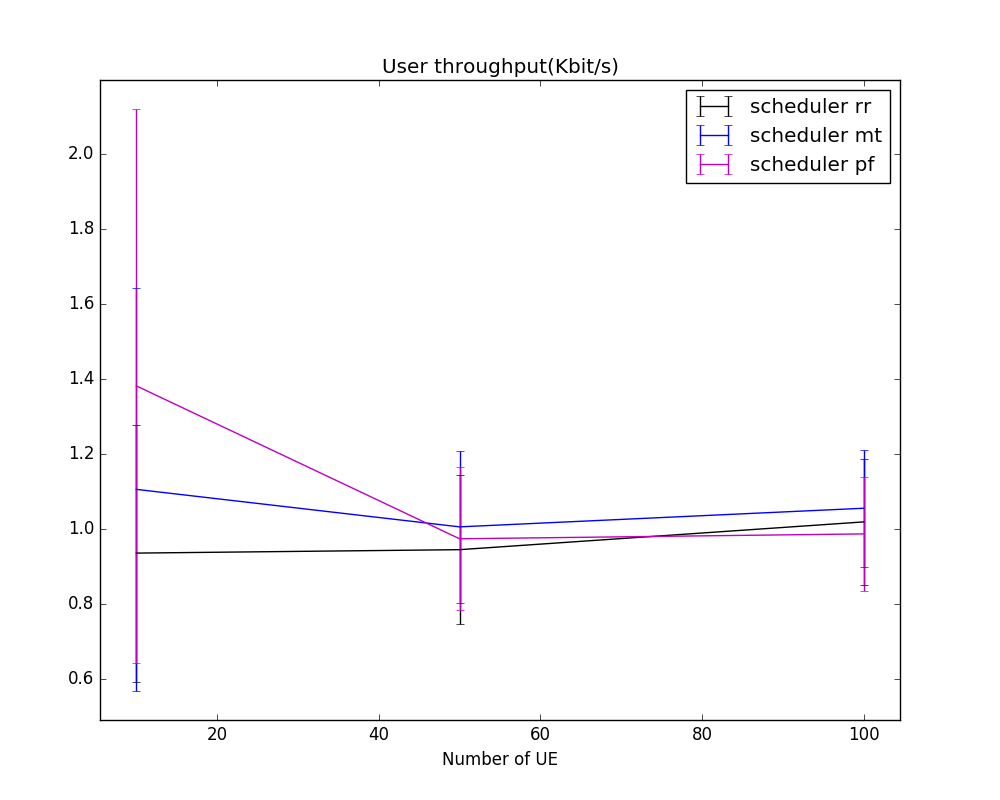 User throughput(Kbit/s)
scheduler rr
scheduler mt
scheduler pf
2.0
1.8
1.6
1.4
1.2
1.0
0.8
0.6
20 40 60 80 100
Number of UE